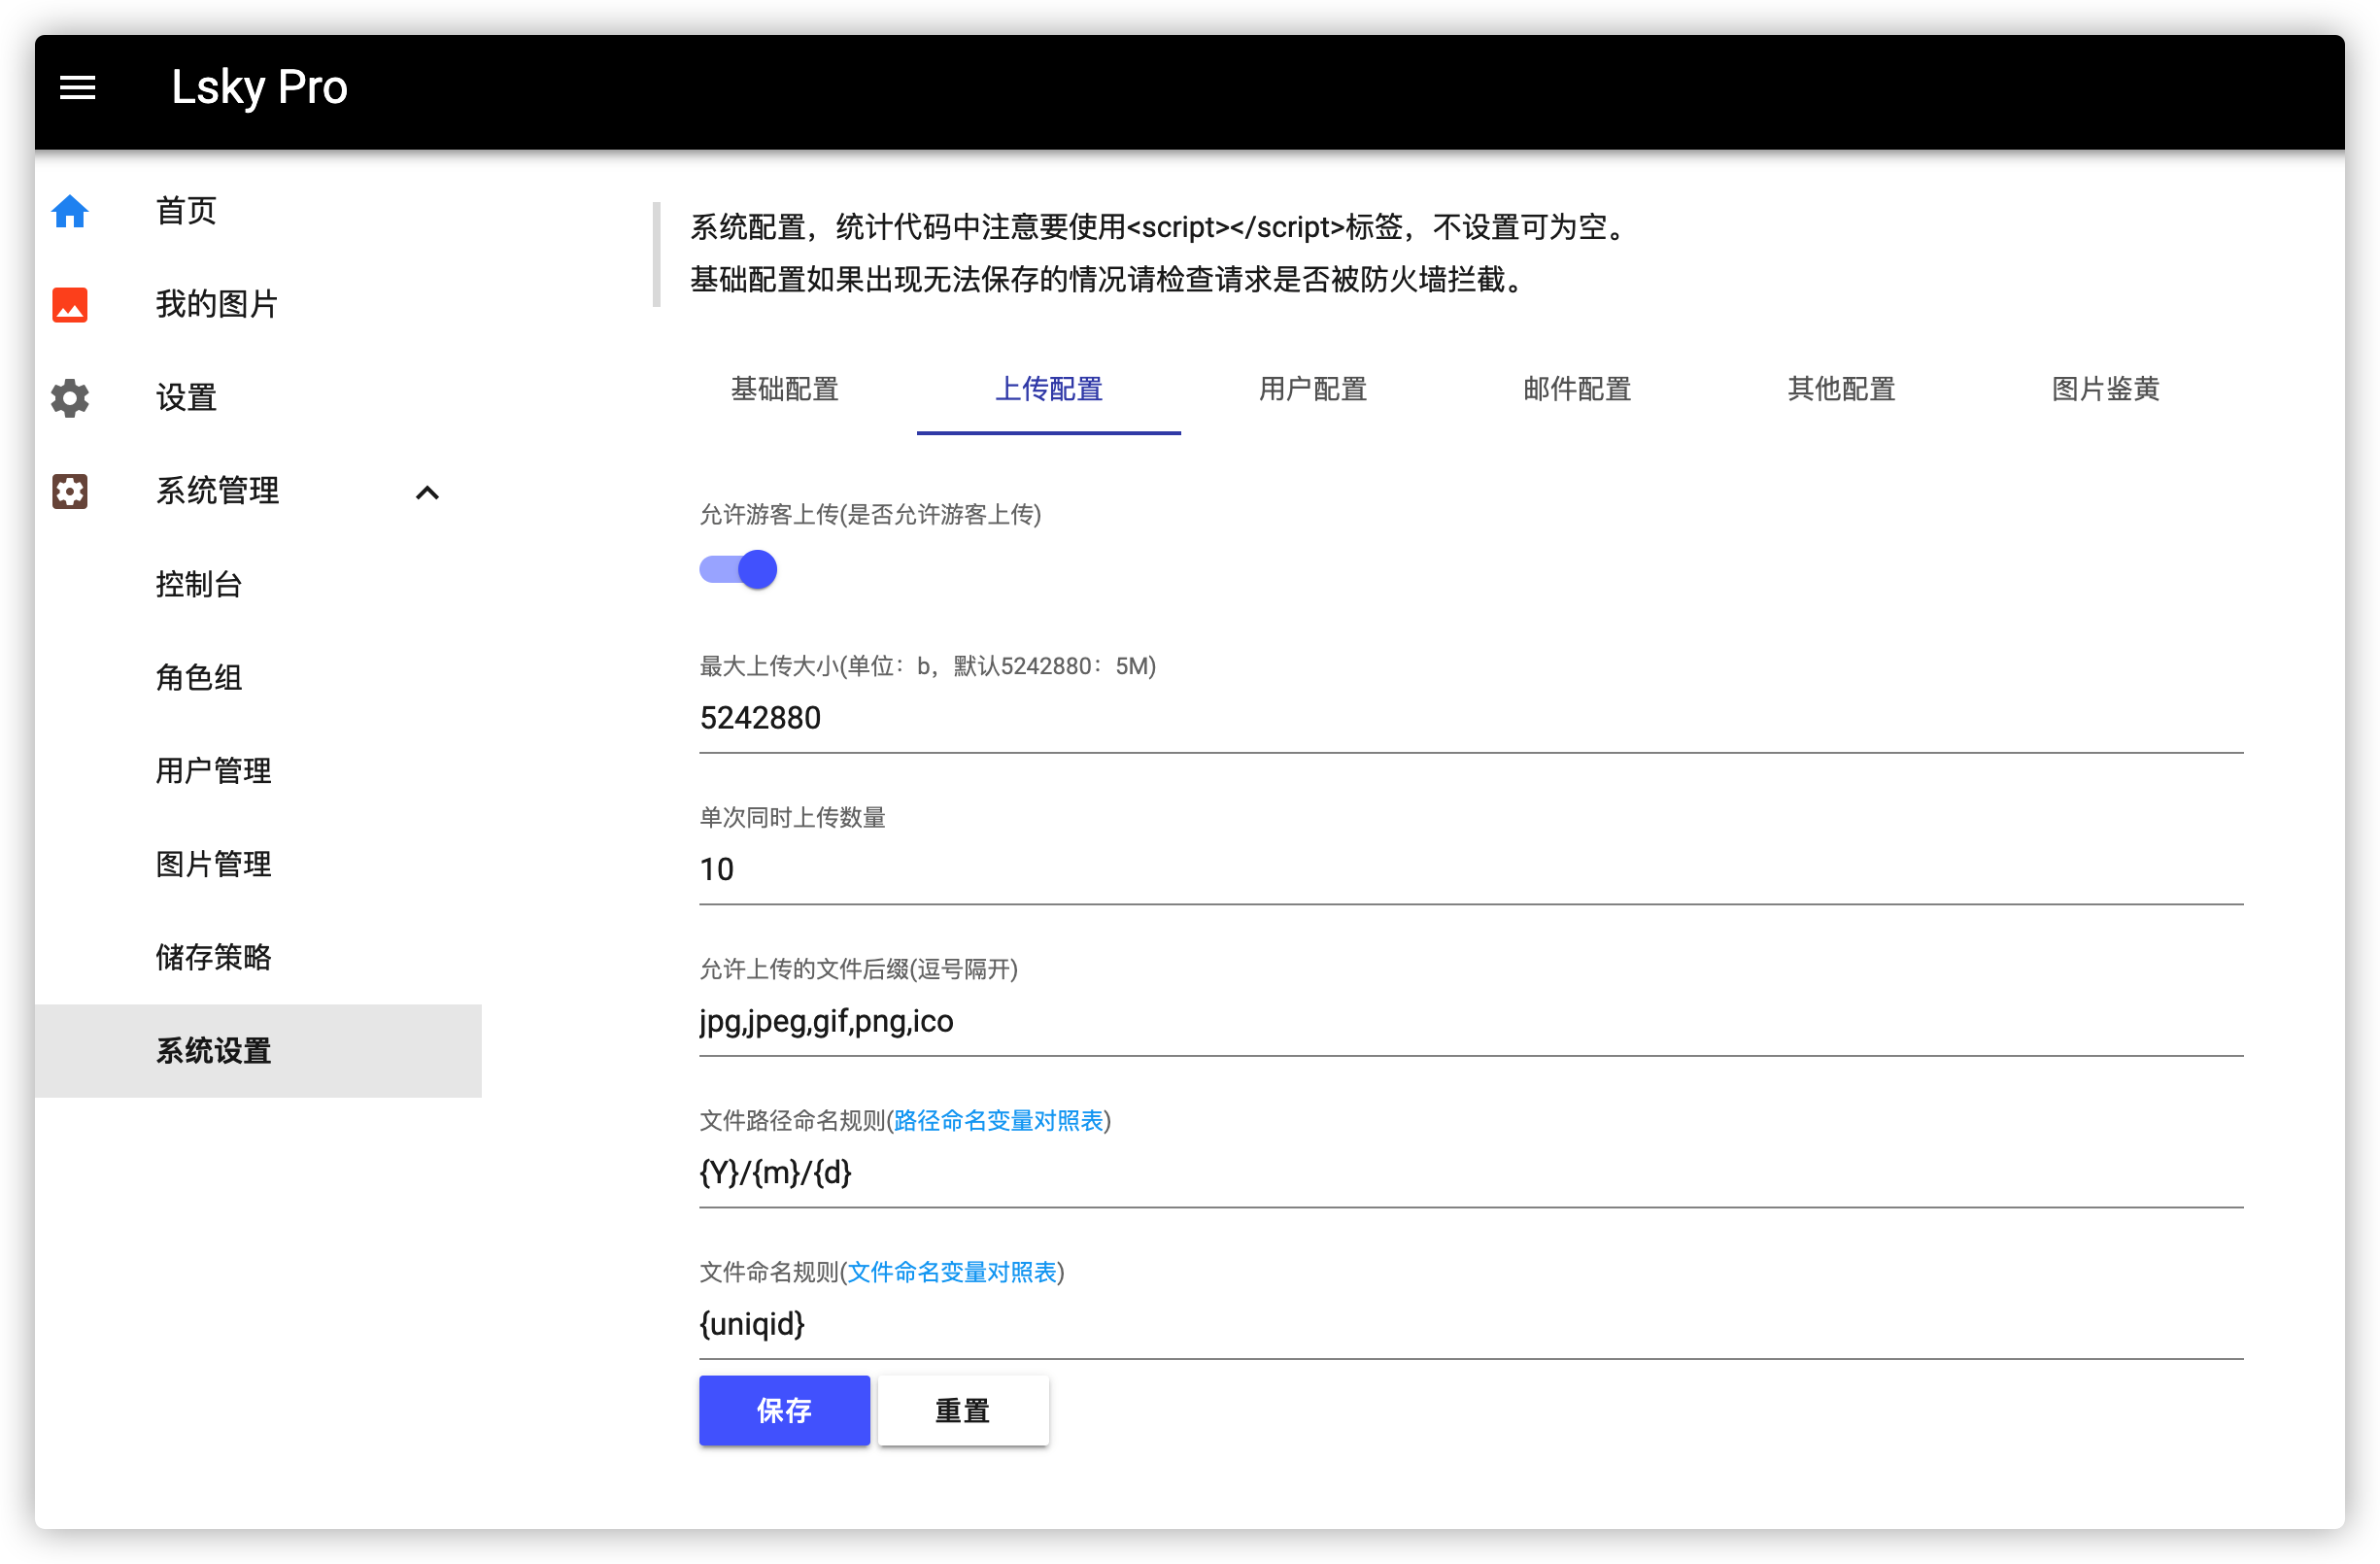 Lsky Pro
首页
我的图片
设置
系统管理
控制台
角色组
用户管理
图片管理
储存策略
系统设置
系统配置，统计代码中注意要使用<script></script>标签，不设置可为空。
基础配置如果出现无法保存的情况请检查请求是否被防火墙拦截。
基础配置 上传配置 用户配置 邮件配置 其他配置 图片鉴黄
允许游客上传(是否允许游客上传)
最大上传大小(单位：b，默认5242880：5M)
5242880
单次同时上传数量
10
允许上传的文件后缀(逗号隔开)
jpg,jpeg,gif,png,ico
文件路径命名规则(路径命名变量对照表)
{Y}/{m}/{d}
文件命名规则(文件命名变量对照表)
{uniqid}
保存 重置